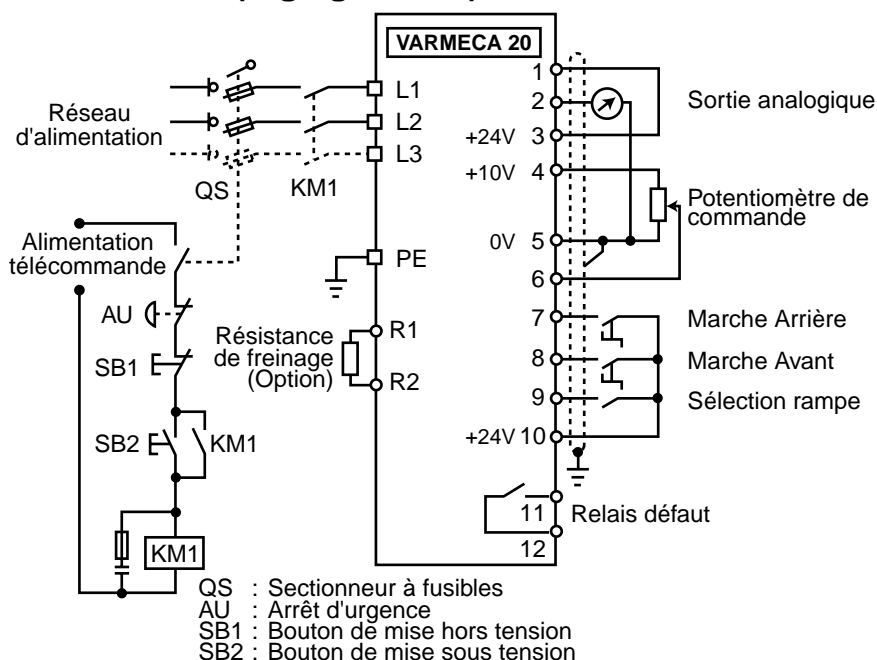 VARMECA 20
Réseau
d'alimentation
L1
L2
L3
QS
KM1
Alimentation
télécommande
PE
AU
Résistance
de freinage
(Option)
R1
R2
SB1
SB2
KM1
KM1
1
2
+24V 3
+10V 4
0V 5
6
7
8
9
+24V 10
11
12
Sortie analogique
Potentiomètre de
commande
Marche Arrière
Marche Avant
Sélection rampe
Relais défaut
QS : Sectionneur à fusibles
AU : Arrêt d'urgence
SB1 : Bouton de mise hors tension
SB2 : Bouton de mise sous tension